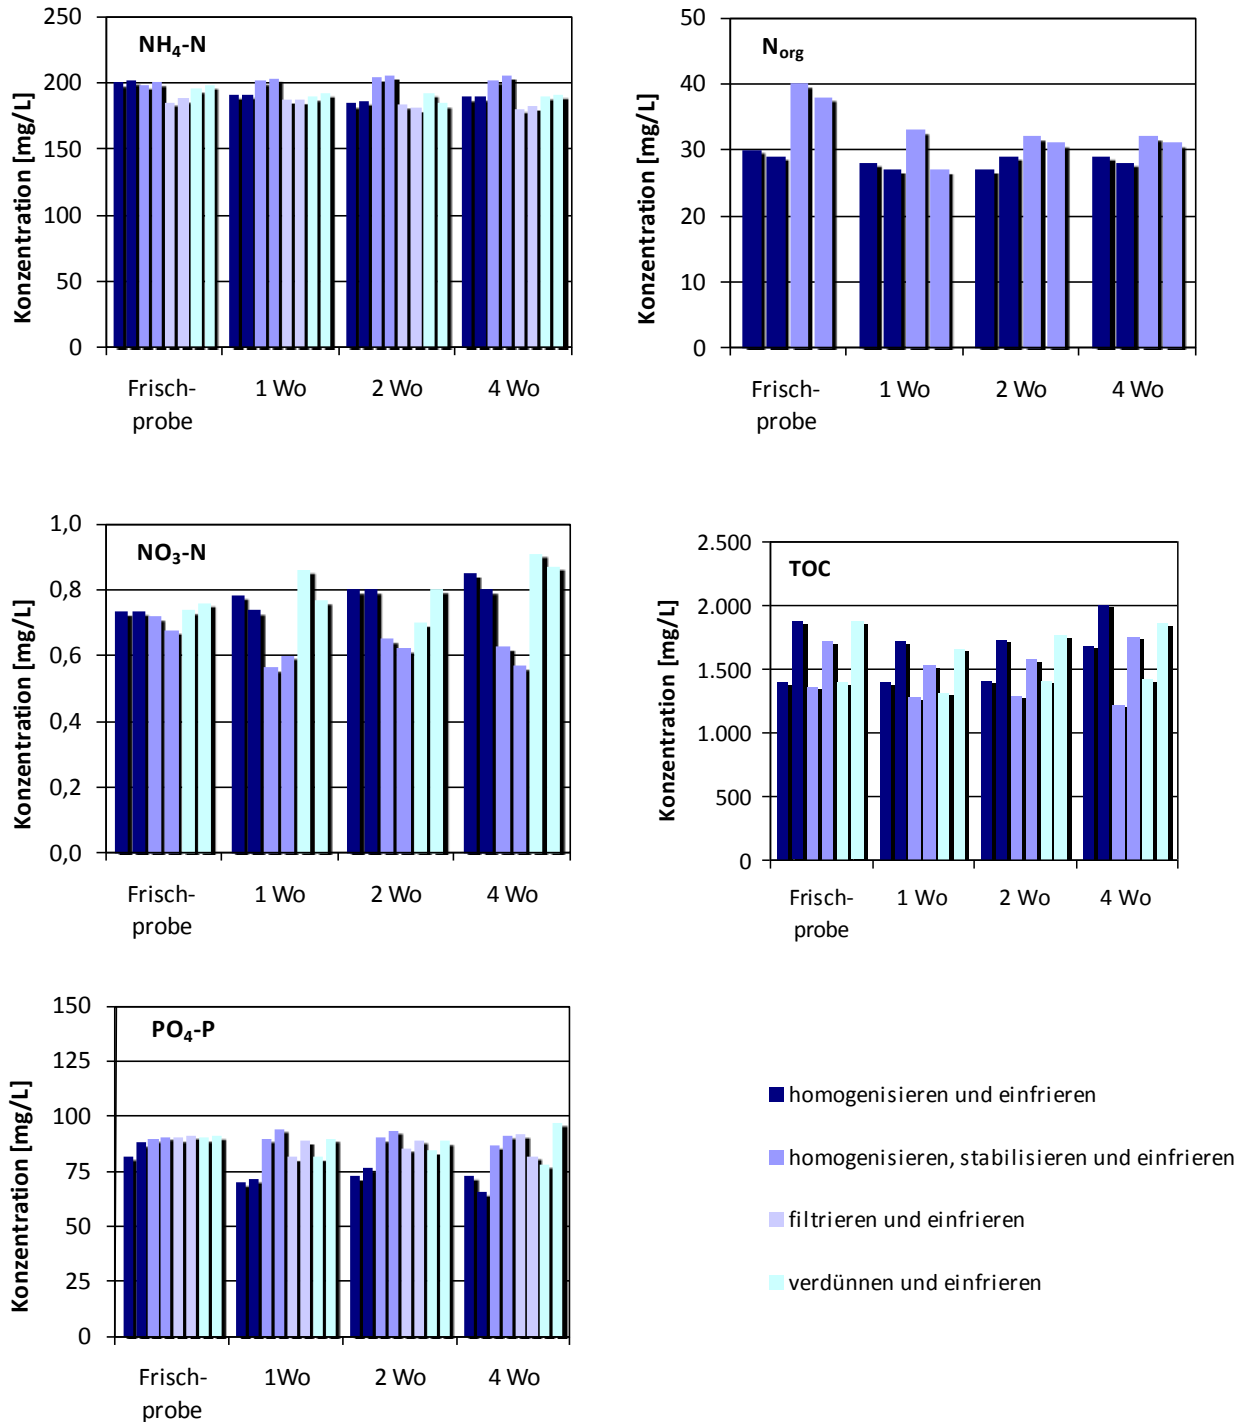 NH₄-N
Konzentration [mg/L]
250
200
150
100
50
0
Frisch-
probe
1 Wo
2 Wo
4 Wo
N_org
Konzentration [mg/L]
50
40
30
20
10
0
Frisch-
probe
1 Wo
2 Wo
4 Wo
NO₃-N
Konzentration [mg/L]
1,0
0,8
0,6
0,4
0,2
0,0
Frisch-
probe
1 Wo
2 Wo
4 Wo
TOC
Konzentration [mg/L]
2.500
2.000
1.500
1.000
500
0
Frisch-
probe
1 Wo
2 Wo
4 Wo
PO₄-P
Konzentration [mg/L]
150
125
100
75
50
25
0
Frisch-
probe
1Wo
2 Wo
4 Wo
homogenisieren und einfrieren
homogenisieren, stabilisieren und einfrieren
filtrieren und einfrieren
verdünnen und einfrieren